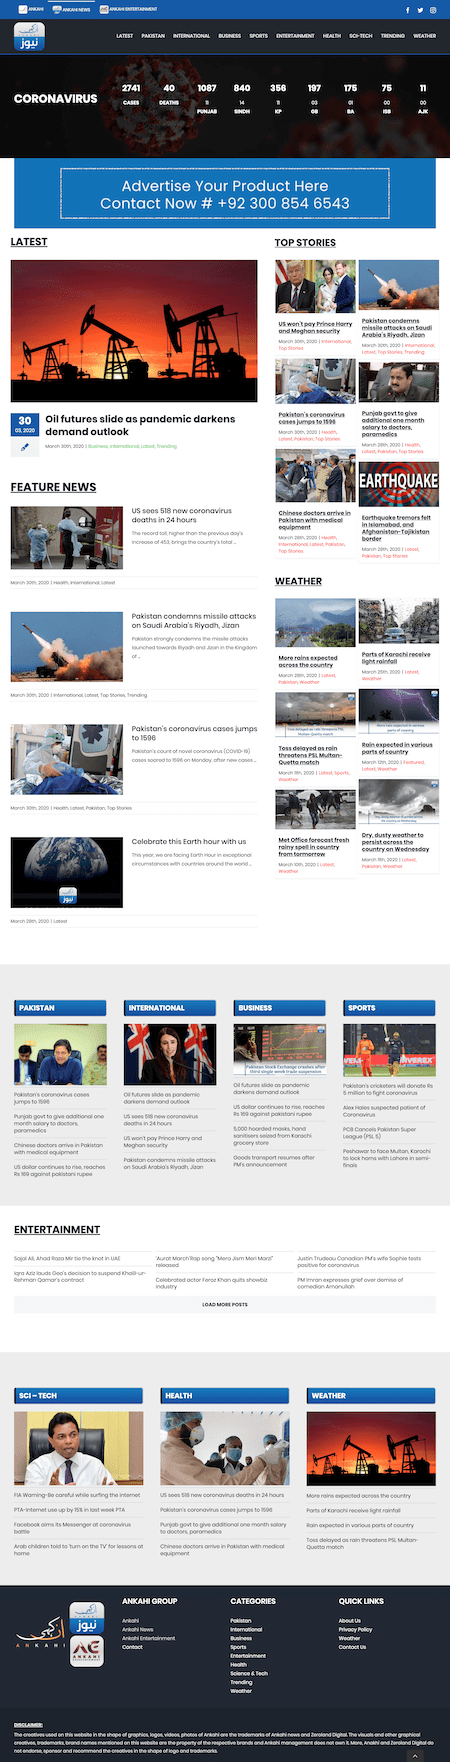 ANKAHI
ANKAHI NEWS
ANKAHI ENTERTAINMENT
نیوز
LATEST
PAKISTAN
INTERNATIONAL
BUSINESS
SPORTS
ENTERTAINMENT
HEALTH
SCI-TECH
TRENDING
WEATHER
CORONAVIRUS
2741 40 1087 840 356 197 175 75 11
CASES DEATHS 11 14 11 03 01 00 00
PUNJAB SINDH KP GB BA ISB AJK
Advertise Your Product Here
Contact Now # +92 300 854 6543
LATEST
30
03, 2020
Oil futures slide as pandemic darkens
demand outlook
March 30th, 2020 | Business, International, Latest, Trending
FEATURE NEWS
US sees 518 new coronavirus
deaths in 24 hours
The record toll, higher than the previous day's
increase of 453, brings the country's total ...
March 30th, 2020 | Health, International, Latest
Pakistan condemns missile attacks
on Saudi Arabia's Riyadh, Jizan
Pakistan strongly condemns the missile attacks
launched towards Riyadh and Jizan in the Kingdom
of ...
March 30th, 2020 | International, Latest, Top Stories, Trending
Pakistan's coronavirus cases jumps
to 1596
Pakistan's count of novel coronavirus (COVID-19)
cases soared to 1596 on Monday, after new cases ...
March 30th, 2020 | Health, Latest, Pakistan, Top Stories
Celebrate this Earth hour with us
This year, we are facing Earth Hour in exceptional
circumstances with countries around the world ...
نیوز
March 28th, 2020 | Latest
TOP STORIES
US won't pay Prince Harry
and Meghan security
March 30th, 2020 | International,
Top Stories
Pakistan condemns
missile attacks on Saudi
Arabia's Riyadh, Jizan
March 30th, 2020 | International,
Latest, Top Stories, Trending
Pakistan's coronavirus
cases jumps to 1596
March 30th, 2020 | Health,
Latest, Pakistan, Top Stories
Punjab govt to give
additional one month
salary to doctors,
paramedics
March 29th, 2020 | Health,
Latest, Pakistan, Top Stories
Chinese doctors arrive in
Pakistan with medical
equipment
March 28th, 2020 | Health,
International, Latest, Pakistan,
Top Stories
EARTHQUAKE
Earthquake tremors felt
in Islamabad, and
Afghanistan-Tajikistan
border
March 28th, 2020 | Latest,
Pakistan, Top Stories
WEATHER
More rains expected
across the country
March 28th, 2020 | Latest,
Pakistan, Weather
Parts of Karachi receive
light rainfall
March 25th, 2020 | Latest,
Weather
Toss delayed as rain threatens PSL
Multan-Quetta match
Toss delayed as rain
threatens PSL Multan-
Quetta match
March 11th, 2020 | Latest, Sports,
Weather
Rain expected in various
parts of country
March 12th, 2020 | Featured,
Latest, Weather
Met Office forecast fresh
rainy spell in country
from tomorrow
March 10th, 2020 | Latest,
Weather
Dry, dusty weather to
persist across the
country on Wednesday
March 11th, 2020 | Latest,
Pakistan, Weather
PAKISTAN
Pakistan's coronavirus cases
jumps to 1596
Punjab govt to give additional one
month salary to doctors,
paramedics
Chinese doctors arrive in Pakistan
with medical equipment
US dollar continues to rise, reaches
Rs 169 against pakistani rupee
INTERNATIONAL
Oil futures slide as pandemic
darkens demand outlook
US sees 518 new coronavirus
deaths in 24 hours
US won't pay Prince Harry and
Meghan security
Pakistan condemns missile attacks
on Saudi Arabia's Riyadh, Jizan
BUSINESS
Pakistan Stock Exchange crashes after
third single week trade suspension
Oil futures slide as pandemic
darkens demand outlook
US dollar continues to rise, reaches
Rs 169 against pakistani rupee
5,000 hoarded masks, hand
sanitisers seized from Karachi
grocery store
Goods transport resumes after
PM's announcement
SPORTS
Pakistan's cricketers will donate Rs
5 million to fight coronavirus
Alex Hales suspected patient of
Coronavirus
PCB Cancels Pakistan Super
League (PSL 5)
Peshawar to face Multan, Karachi
to lock horns with Lahore in semi-
finals
ENTERTAINMENT
Sajal Ali, Ahad Raza Mir tie the knot in UAE
Iqra Aziz lauds Geo's decision to suspend Khalil-ur-
Rehman Qamar's contract
'Aurat March' Rap song "Mera Jism Meri Marzi"
released
Celebrated actor Feroz Khan quits showbiz
industry
Justin Trudeau Canadian PM's wife Sophie tests
positive for coronavirus
PM Imran expresses grief over demise of
comedian Amanullah
LOAD MORE POSTS
SCI – TECH
FIA Warning-Be careful while surfing the internet
PTA-Internet use up by 15% in last week PTA
Facebook aims its Messenger at coronavirus
battle
Arab children told to 'turn on the TV' for lessons at
home
HEALTH
US sees 518 new coronavirus deaths in 24 hours
Pakistan's coronavirus cases jumps to 1596
Punjab govt to give additional one month salary
to doctors, paramedics
Chinese doctors arrive in Pakistan with medical
equipment
WEATHER
More rains expected across the country
Parts of Karachi receive light rainfall
Rain expected in various parts of country
Toss delayed as rain threatens PSL Multan-
Quetta match
ANKAHI
نیوز
AE
ANKAHI
ENTERTAINMENT
ANKAHI GROUP
Ankahi
Ankahi News
Ankahi Entertainment
Contact
CATEGORIES
Pakistan
International
Business
Sports
Entertainment
Health
Science & Tech
Trending
Weather
QUICK LINKS
About Us
Privacy Policy
Weather
Contact Us
DISCLAIMER:
The creatives used on this website in the shape of graphics, logos, videos, photos of Ankahi are the trademarks of Ankahi news and Zeroland Digital. The visuals and other graphical
creatives, trademarks, brand names mentioned on this website are the property of the respective brands and Ankahi management does not own it. More, Anakhi and Zeroland Digital do
not endorse, sponsor and recommend the creatives in the shape of logo and trademarks.